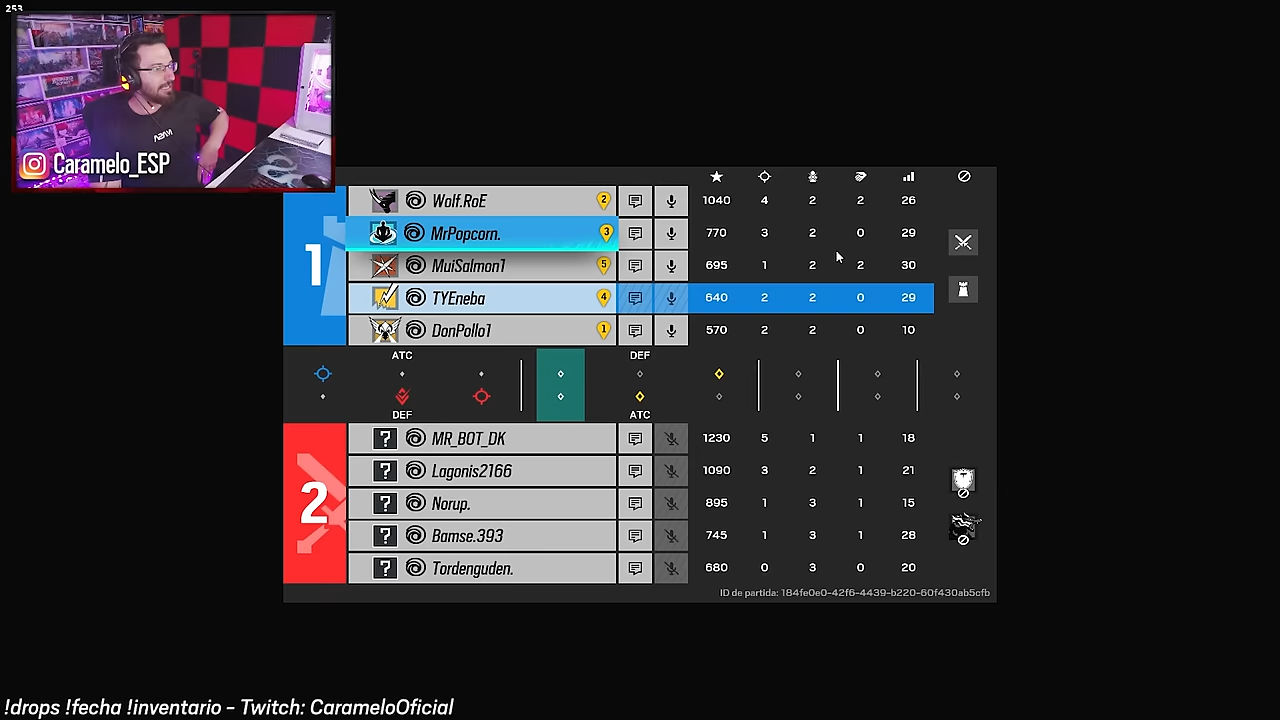 253
Caramelo_ESP
1
Wolf.RoE 2 1040 4 2 2 26
MrPopcorn. 3 770 3 2 0 29
MuiSalmon1 5 695 1 2 2 30
TYEneba 4 640 2 2 0 29
DonPollo1 1 570 2 2 0 10
ATC DEF
DEF ATC
2
? MR_BOT_DK 1230 5 1 1 18
? Lagonis2166 1090 3 2 1 21
? Norup. 895 1 3 1 15
? Bamse.393 745 1 3 1 28
? Tordenguden. 680 0 3 0 20
ID de partida: 184fe0e0-42f6-4439-b220-60f430ab5cfb
!drops !fecha !inventario - Twitch: CarameloOficial